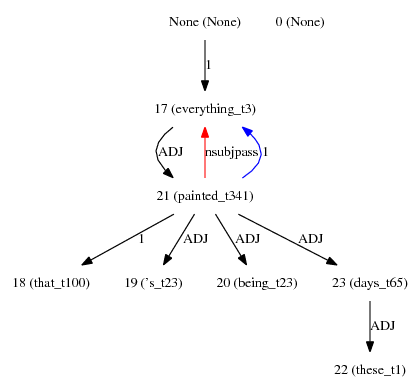 None (None) 0 (None)
1
17 (everything_t3)
ADJ nsubjpass 1
21 (painted_t341)
1 ADJ ADJ ADJ
18 (that_t100) 19 ('s_t23) 20 (being_t23) 23 (days_t65)
ADJ
22 (these_t1)